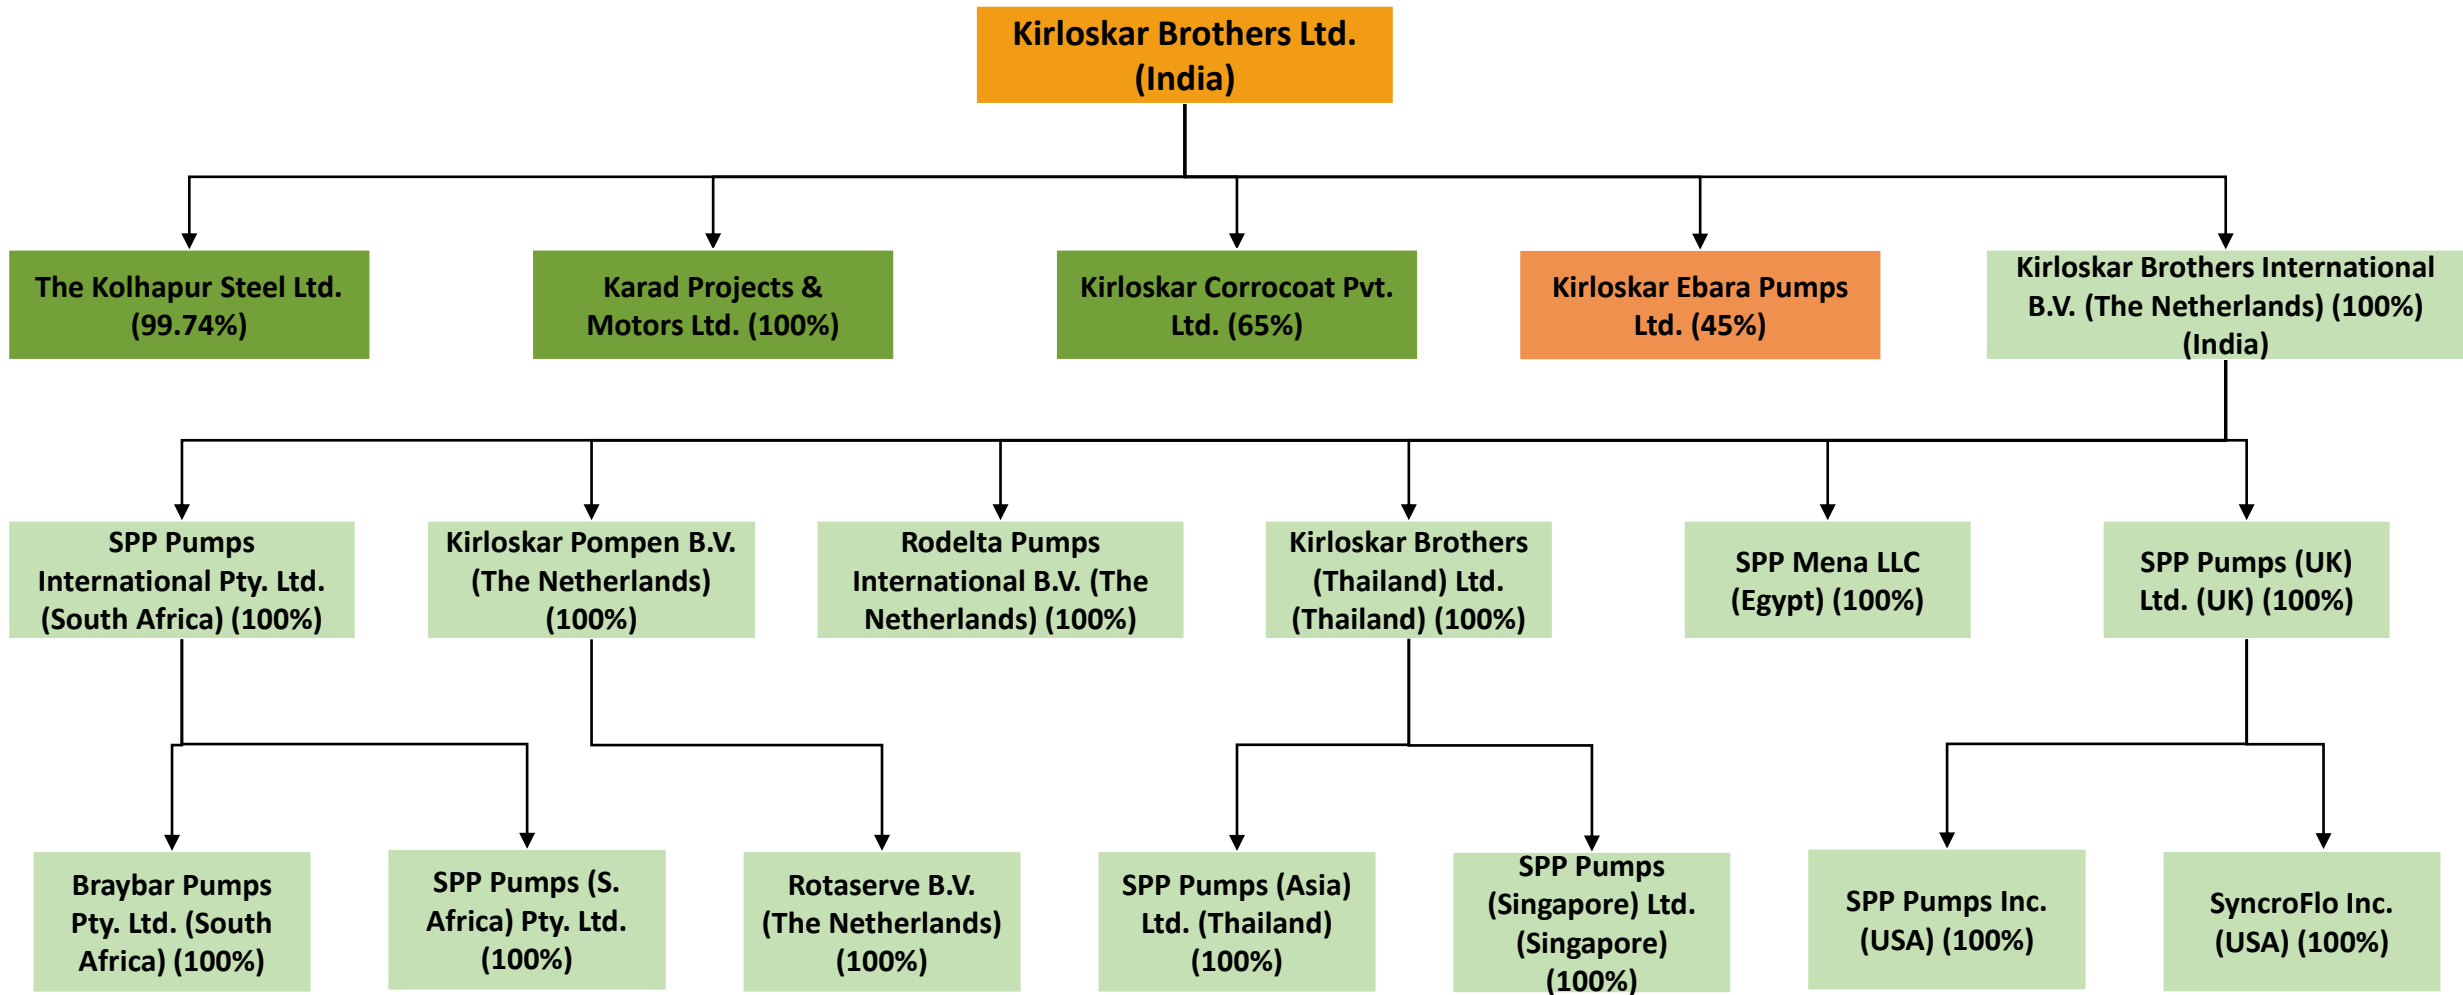 Kirloskar Brothers Ltd.
(India)
The Kolhapur Steel Ltd.
(99.74%)
Karad Projects &
Motors Ltd. (100%)
Kirloskar Corrocoat Pvt.
Ltd. (65%)
Kirloskar Ebara Pumps
Ltd. (45%)
Kirloskar Brothers International
B.V. (The Netherlands) (100%)
(India)
SPP Pumps
International Pty. Ltd.
(South Africa) (100%)
Kirloskar Pompen B.V.
(The Netherlands)
(100%)
Rodelta Pumps
International B.V. (The
Netherlands) (100%)
Kirloskar Brothers
(Thailand) Ltd.
(Thailand) (100%)
SPP Mena LLC
(Egypt) (100%)
SPP Pumps (UK)
Ltd. (UK) (100%)
Braybar Pumps
Pty. Ltd. (South
Africa) (100%)
SPP Pumps (S.
Africa) Pty. Ltd.
(100%)
Rotaserve B.V.
(The Netherlands)
(100%)
SPP Pumps (Asia)
Ltd. (Thailand)
(100%)
SPP Pumps
(Singapore) Ltd.
(Singapore)
(100%)
SPP Pumps Inc.
(USA) (100%)
SyncroFlo Inc.
(USA) (100%)